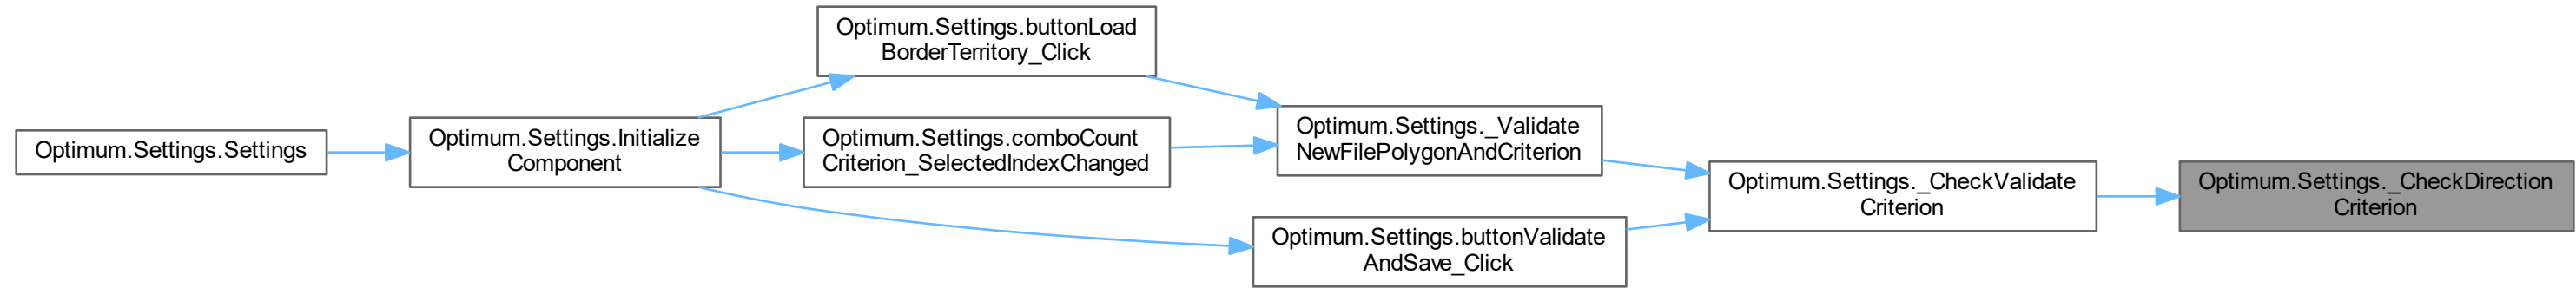 Optimum.Settings.buttonLoad
BorderTerritory_Click
Optimum.Settings._Validate
NewFilePolygonAndCriterion
Optimum.Settings.Settings
Optimum.Settings.Initialize
Component
Optimum.Settings.comboCount
Criterion_SelectedIndexChanged
Optimum.Settings._CheckValidate
Criterion
Optimum.Settings._CheckDirection
Criterion
Optimum.Settings.buttonValidate
AndSave_Click